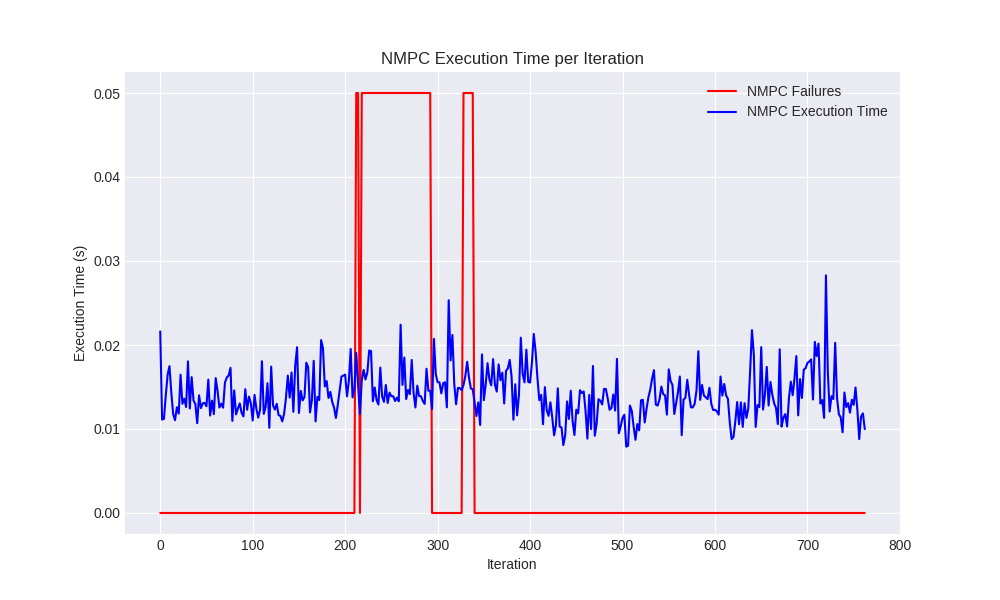 NMPC Execution Time per Iteration
NMPC Failures
NMPC Execution Time
Execution Time (s)
0.05
0.04
0.03
0.02
0.01
0.00
0 100 200 300 400 500 600 700 800
Iteration